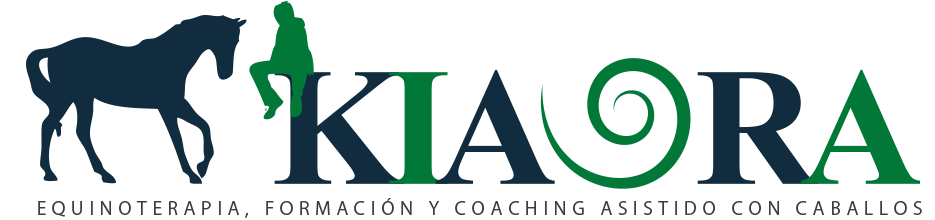 KIAORA
EQUINOTERAPIA, FORMACIÓN Y COACHING ASISTIDO CON CABALLOS